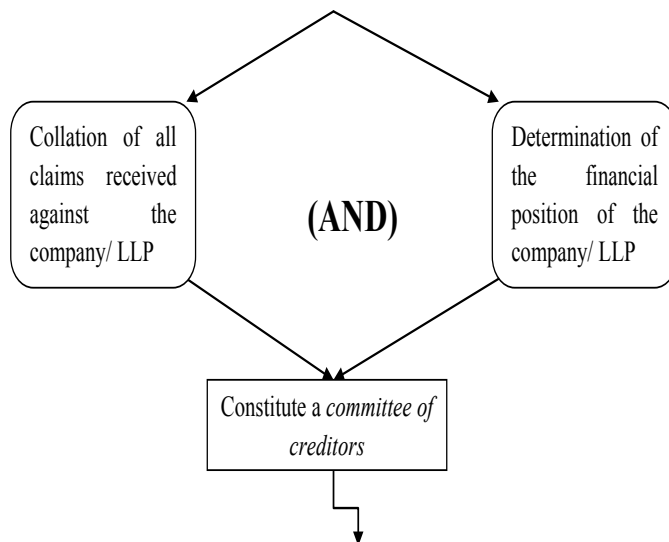 Collation of all
claims received
against the
company/ LLP
(AND)
Determination of
the financial
position of the
company/ LLP
Constitute a committee of
creditors